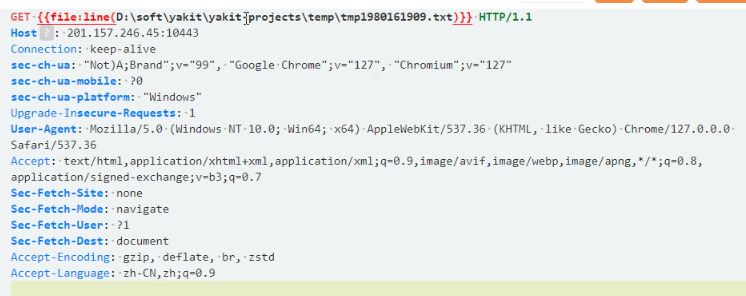 GET {{file:line(D:\soft\yakit\yakit-projects\temp\tmp1980161909.txt)}} HTTP/1.1
Host ? : 201.157.246.45:10443
Connection: keep-alive
sec-ch-ua: "Not)A;Brand";v="99", "Google Chrome";v="127", "Chromium";v="127"
sec-ch-ua-mobile: ?0
sec-ch-ua-platform: "Windows"
Upgrade-Insecure-Requests: 1
User-Agent: Mozilla/5.0 (Windows NT 10.0; Win64; x64) AppleWebKit/537.36 (KHTML, like Gecko) Chrome/127.0.0.0
Safari/537.36
Accept: text/html,application/xhtml+xml,application/xml;q=0.9,image/avif,image/webp,image/apng,*/*;q=0.8,
application/signed-exchange;v=b3;q=0.7
Sec-Fetch-Site: none
Sec-Fetch-Mode: navigate
Sec-Fetch-User: ?1
Sec-Fetch-Dest: document
Accept-Encoding: gzip, deflate, br, zstd
Accept-Language: zh-CN,zh;q=0.9